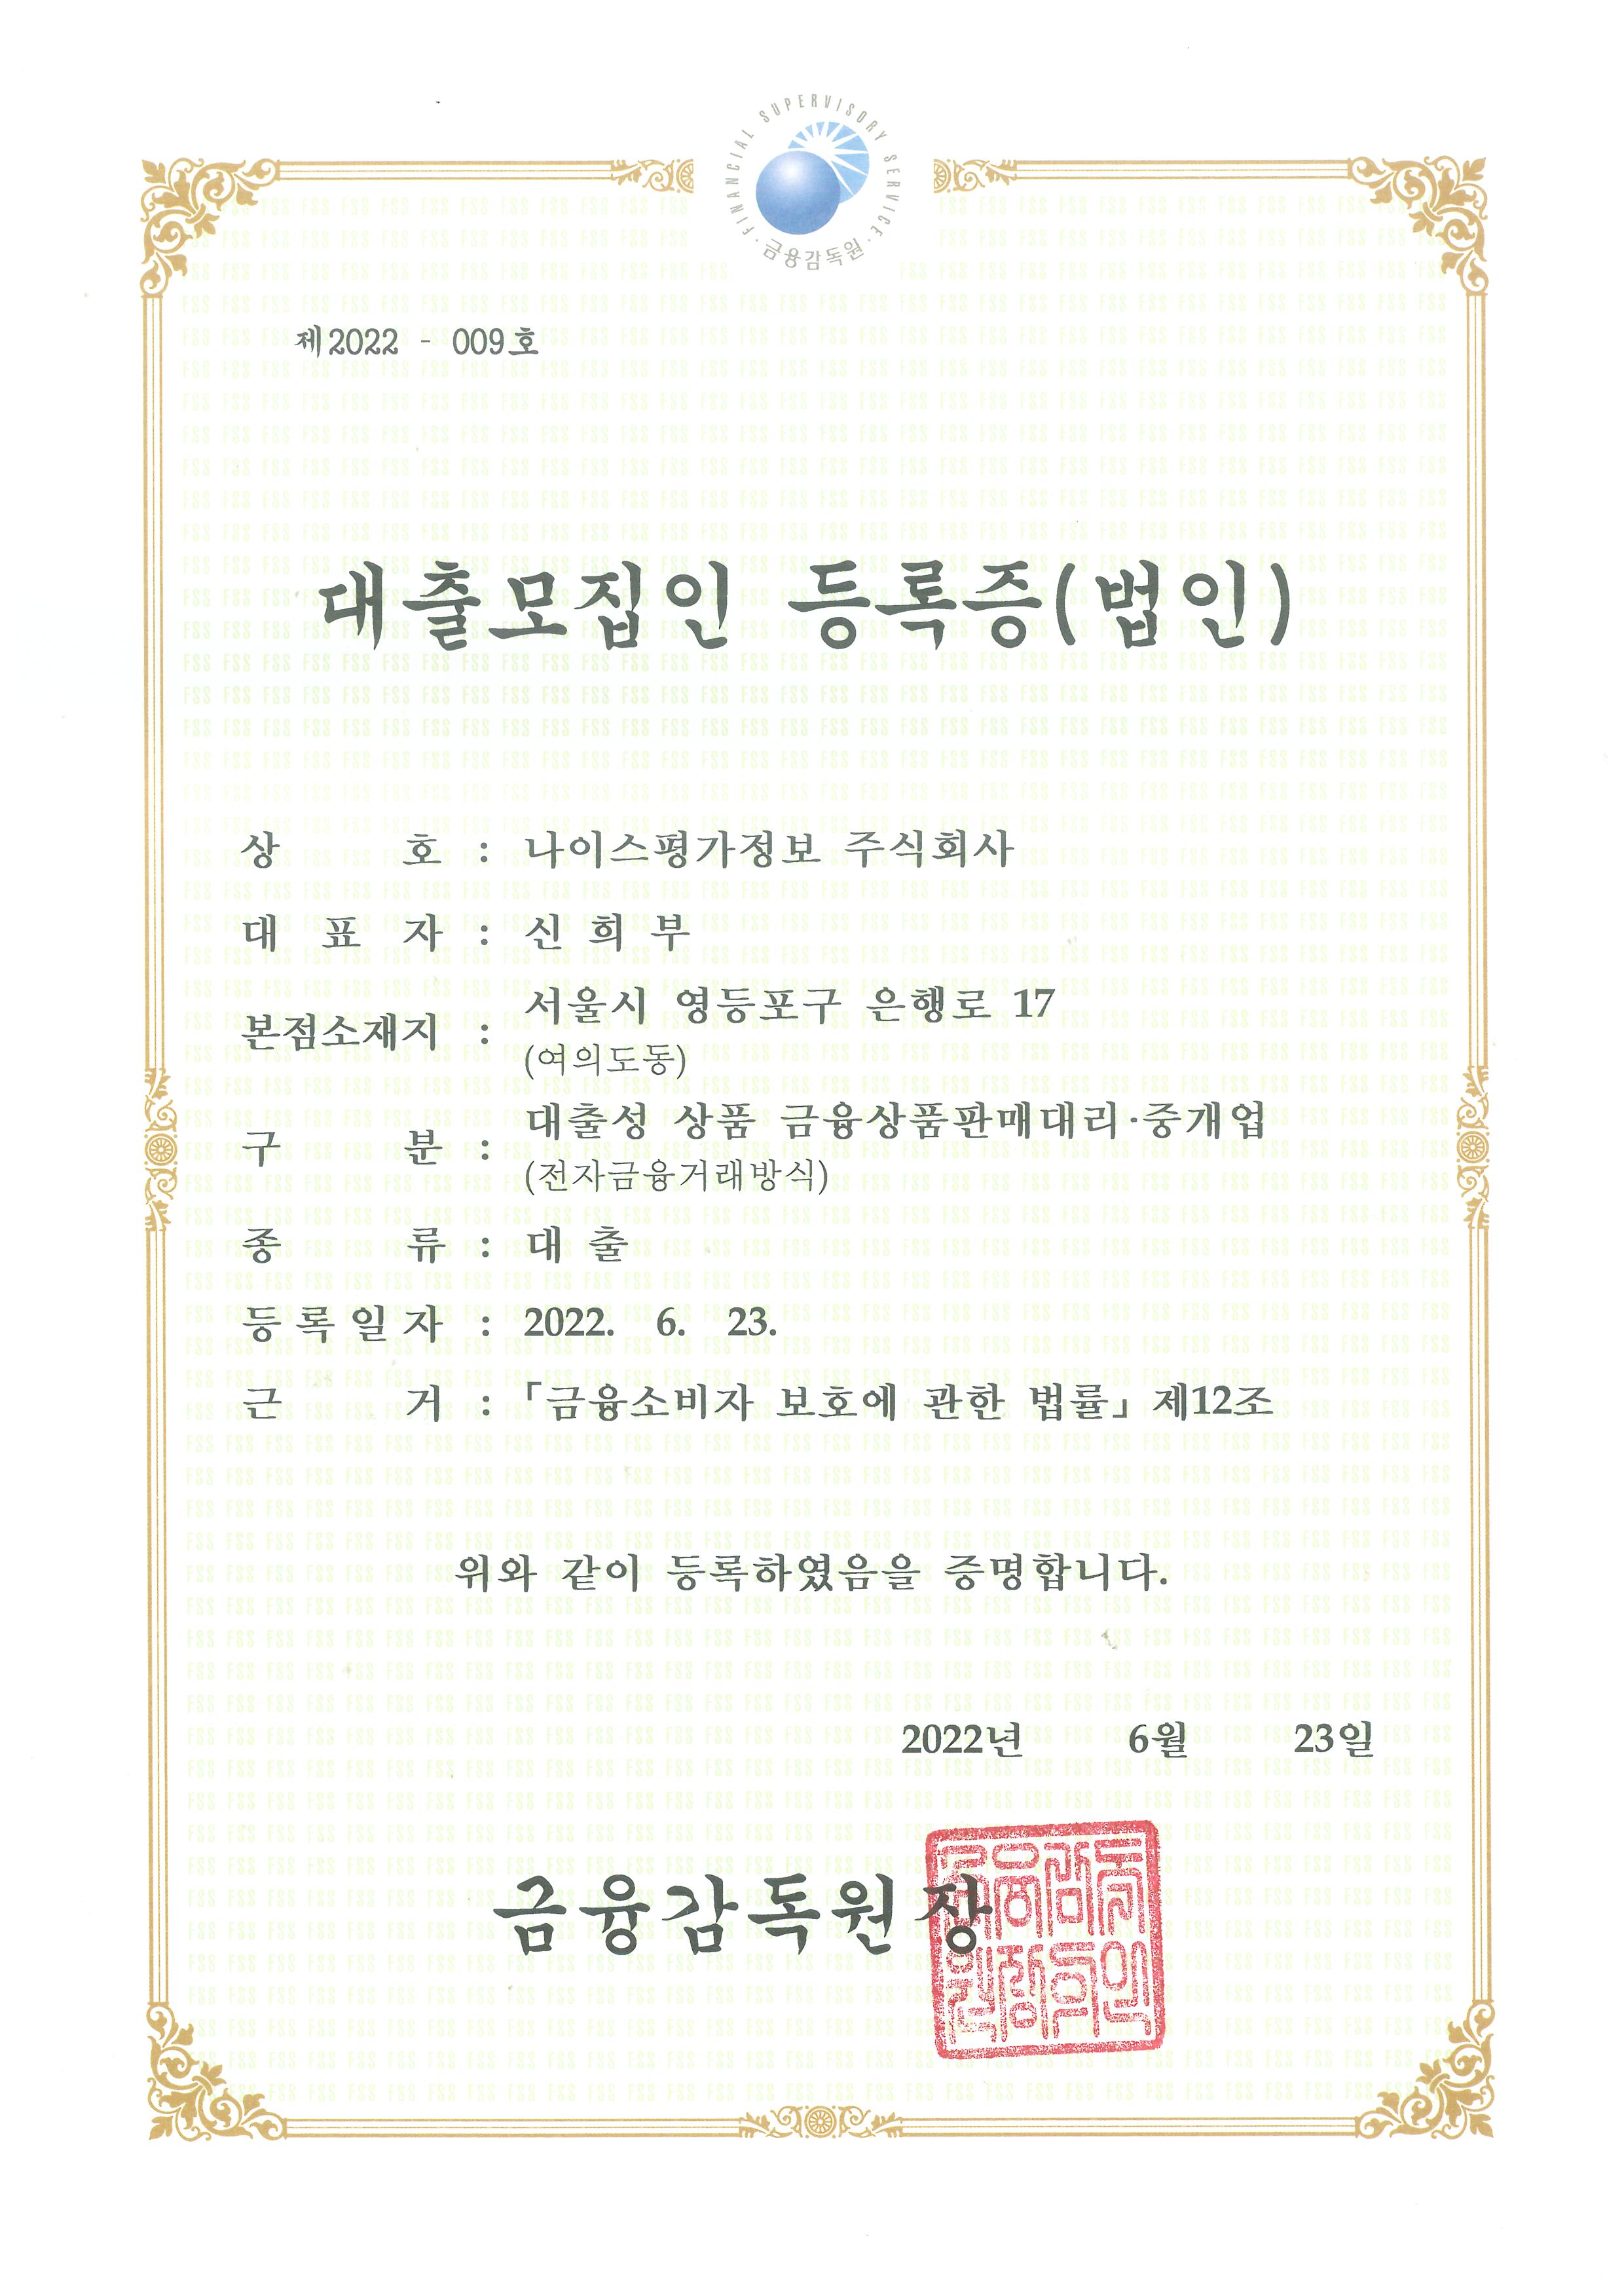 FINANCIAL SUPERVISORY SERVICE
금융감독원
제2022 - 009호
대출모집인 등록증(법인)
상 호 : 나이스평가정보 주식회사
대 표 자 : 신 희 부
본점소재지 : 서울시 영등포구 은행로 17
(여의도동)
구 분 : 대출성 상품 금융상품판매대리·중개업
(전자금융거래방식)
종 류 : 대 출
등 록 일 자 : 2022. 6. 23.
근 거 : 「금융소비자 보호에 관한 법률」 제12조
위와 같이 등록하였음을 증명합니다.
2022년 6월 23일
금융감독원장